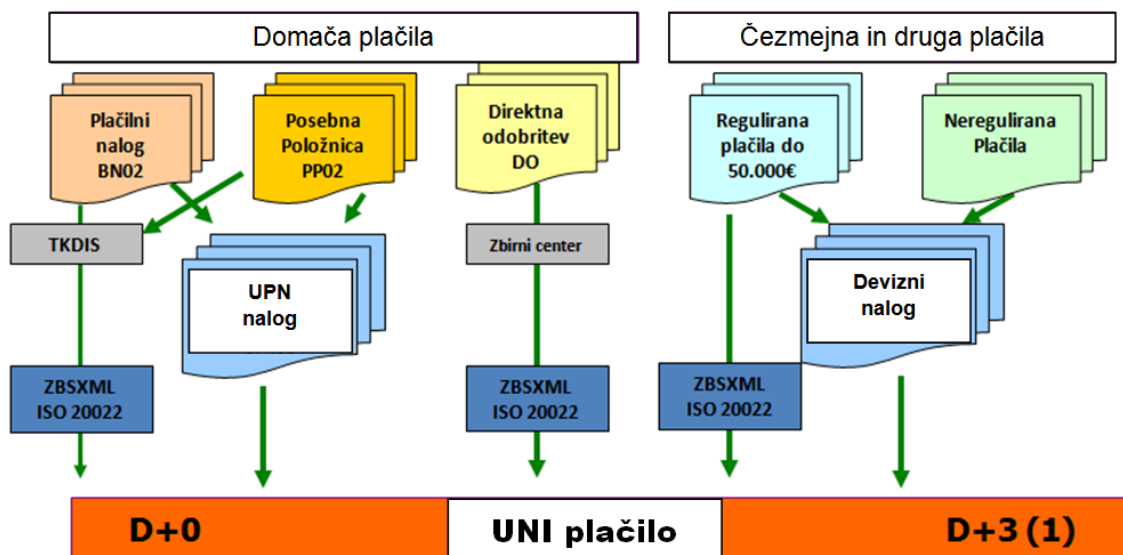 Domača plačila
Čezmejna in druga plačila
Plačilni
nalog
BN02
Posebna
Položnica
PP02
Direktna
odobritev
DO
Regulirana
plačila do
50.000€
Neregulirana
Plačila
TKDIS
Zbirni center
UPN
nalog
Devizni
nalog
ZBSXML
ISO 20022
ZBSXML
ISO 20022
ZBSXML
ISO 20022
D+0
UNI plačilo
D+3 (1)